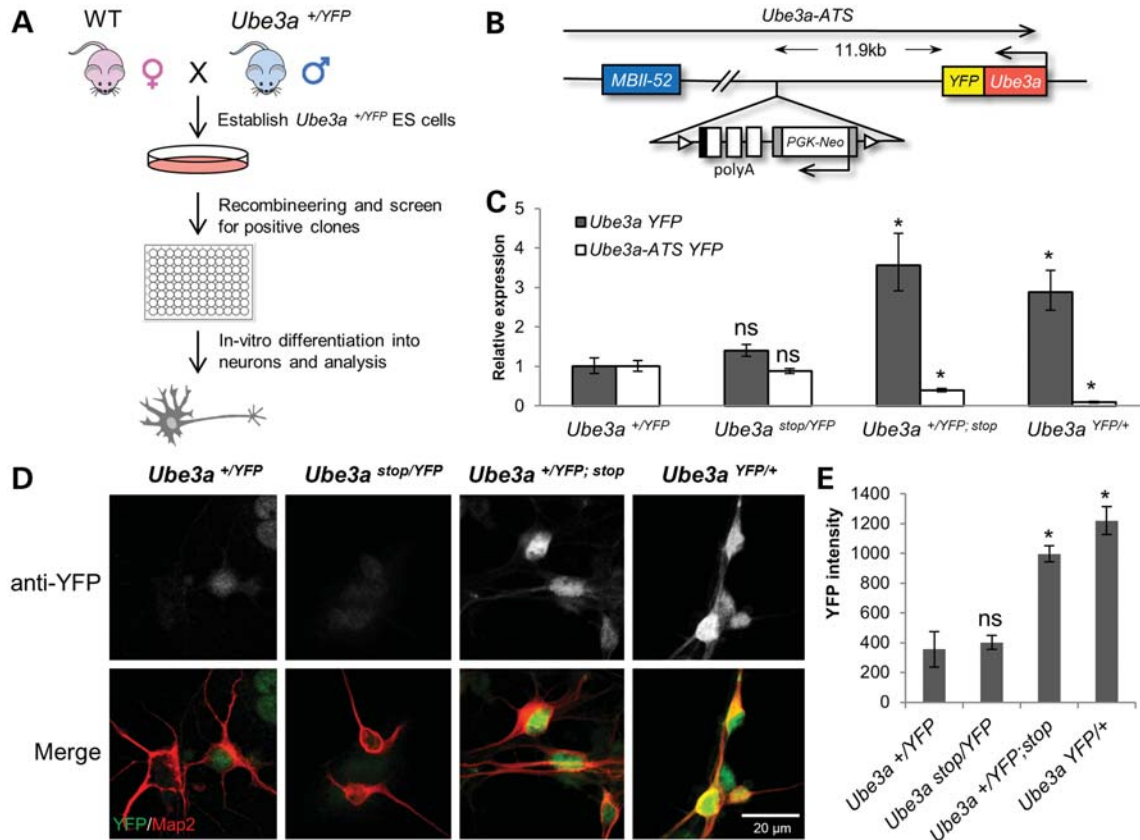 A
WT
Ube3a +/YFP
♀ X ♂
Establish Ube3a +/YFP ES cells
Recombineering and screen
for positive clones
In-vitro differentiation into
neurons and analysis
B
Ube3a-ATS
11.9kb
MBII-52
YFP
Ube3a
PGK-Neo
polyA
C
Relative expression
5
4
3
2
1
0
Ube3a YFP
Ube3a-ATS YFP
ns
ns
*
*
*
*
Ube3a +/YFP
Ube3a stop/YFP
Ube3a +/YFP; stop
Ube3a YFP/+
D
Ube3a +/YFP
Ube3a stop/YFP
Ube3a +/YFP; stop
Ube3a YFP/+
anti-YFP
Merge
YFP/Map2
20 μm
E
YFP intensity
1400
1200
1000
800
600
400
200
0
ns
*
*
Ube3a +/YFP
Ube3a stop/YFP
Ube3a +/YFP;stop
Ube3a YFP/+